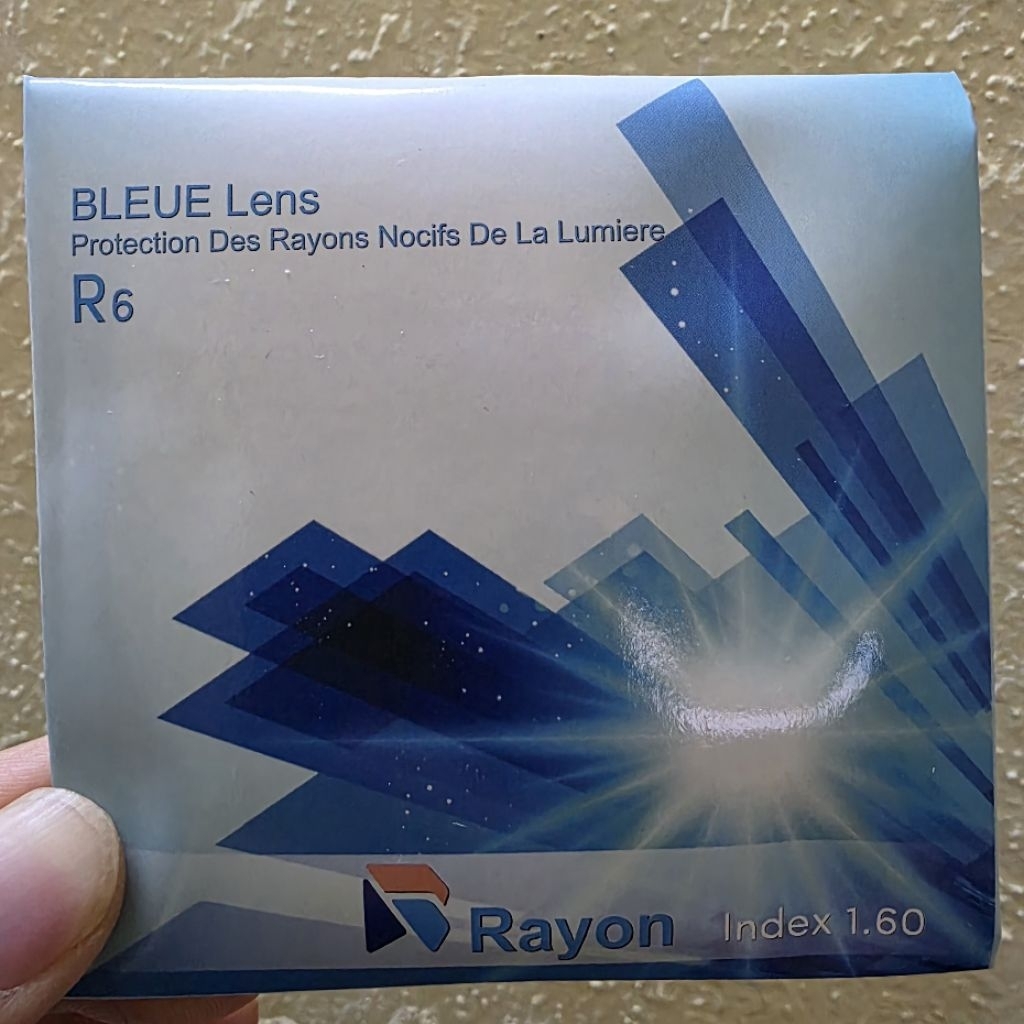 BLEUE Lens
Protection Des Rayons Nocifs De La Lumiere
R6
Rayon
Index 1.60